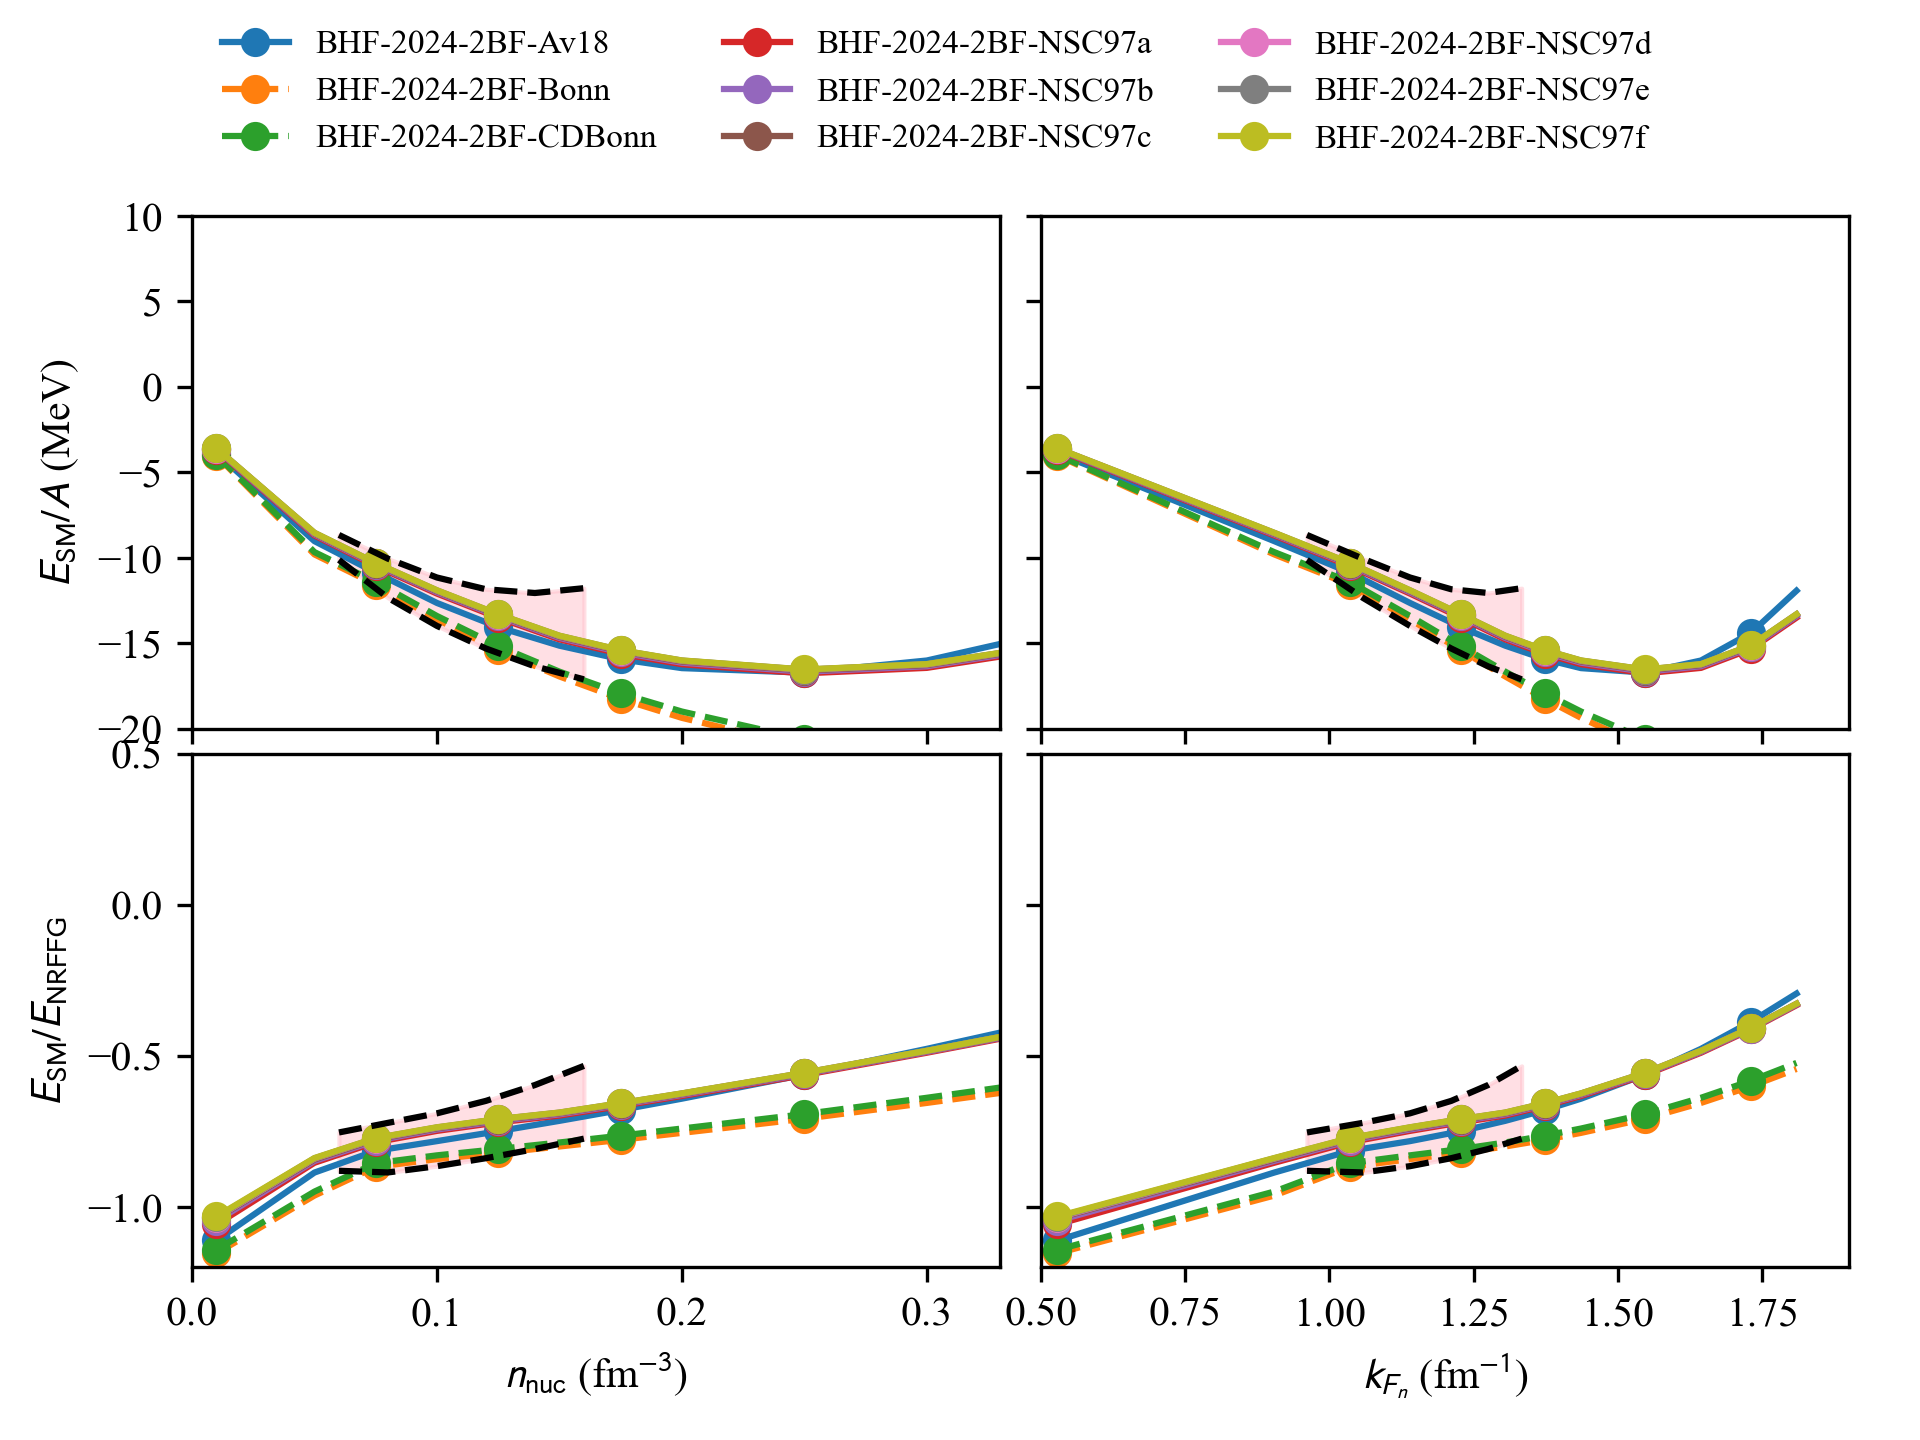 BHF-2024-2BF-Av18
BHF-2024-2BF-Bonn
BHF-2024-2BF-CDBonn
BHF-2024-2BF-NSC97a
BHF-2024-2BF-NSC97b
BHF-2024-2BF-NSC97c
BHF-2024-2BF-NSC97d
BHF-2024-2BF-NSC97e
BHF-2024-2BF-NSC97f
E_SM/A (MeV)
10
5
0
−5
−10
−15
−20
E_SM/E_NRFFG
0.5
0.0
−0.5
−1.0
0.0 0.1 0.2 0.3
n_nuc (fm⁻³)
0.50 0.75 1.00 1.25 1.50 1.75
k_{F_n} (fm⁻¹)